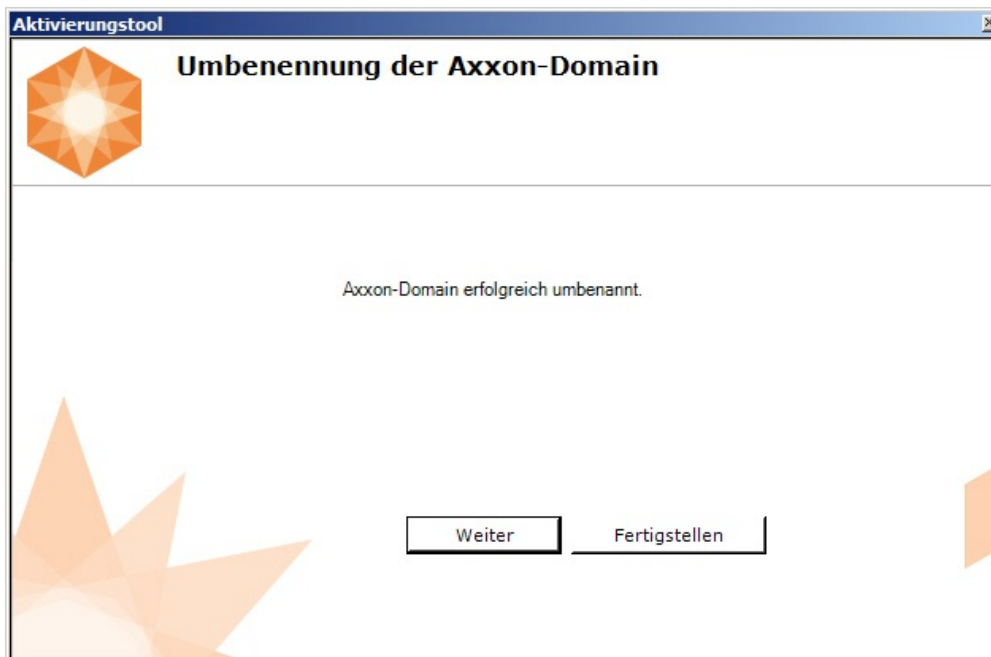 Aktivierungstool
Umbenennung der Axxon-Domain
Axxon-Domain erfolgreich umbenannt.
Weiter
Fertigstellen